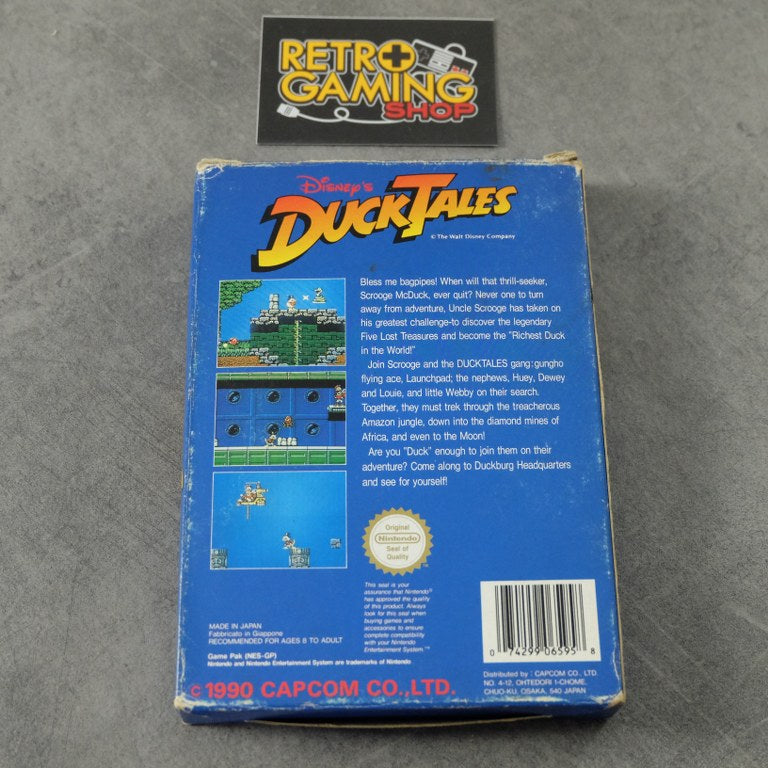 RETRO
GAMING
SHOP
Disney's
DUCKTALES
© The Walt Disney Company
Bless me bagpipes! When will that thrill-seeker,
Scrooge McDuck, ever quit? Never one to turn
away from adventure, Uncle Scrooge has taken on
his greatest challenge-to discover the legendary
Five Lost Treasures and become the "Richest Duck
in the World!"
Join Scrooge and the DUCKTALES gang:gungho
flying ace, Launchpad; the nephews, Huey, Dewey
and Louie, and little Webby on their search.
Together, they must trek through the treacherous
Amazon jungle, down into the diamond mines of
Africa, and even to the Moon!
Are you "Duck" enough to join them on their
adventure? Come along to Duckburg Headquarters
and see for yourself!
Original
Nintendo
Seal of
Quality
This seal is your
assurance that Nintendo®
has approved the quality
of this product. Always
look for this seal when
buying games and
accessories to ensure
complete compatibility
with your Nintendo
Entertainment System.™
MADE IN JAPAN
Fabbricato in Giappone
RECOMMENDED FOR AGES 8 TO ADULT
Game Pak (NES-GP)
Nintendo and Nintendo Entertainment System are trademarks of Nintendo
© 1990 CAPCOM CO.,LTD.
0 74299 06595 8
Distributed by : CAPCOM CO., LTD.
NO. 4-12, OHTEDORI 1-CHOME,
CHUO-KU, OSAKA, 540 JAPAN